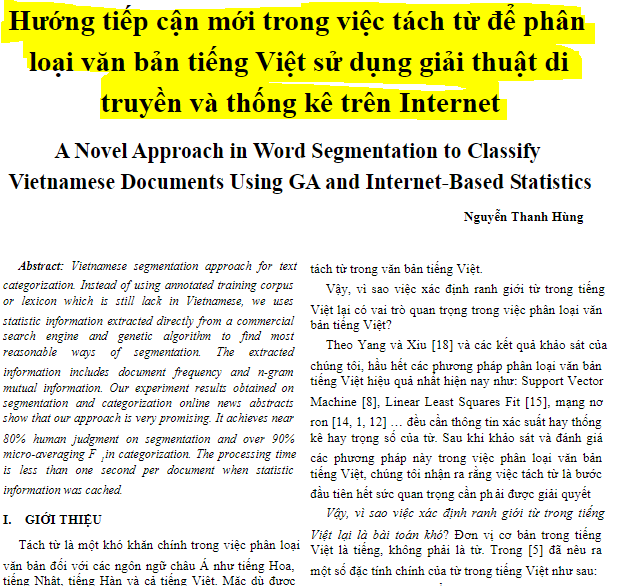 Hướng tiếp cận mới trong việc tách từ để phân
loại văn bản tiếng Việt sử dụng giải thuật di
truyền và thống kê trên Internet
A Novel Approach in Word Segmentation to Classify
Vietnamese Documents Using GA and Internet-Based Statistics
Nguyễn Thanh Hùng
Abstract: Vietnamese segmentation approach for text
categorization. Instead of using annotated training corpus
or lexicon which is still lack in Vietnamese, we uses
statistic information extracted directly from a commercial
search engine and genetic algorithm to find most
reasonable ways of segmentation. The extracted
information includes document frequency and n-gram
mutual information. Our experiment results obtained on
segmentation and categorization online news abstracts
show that our approach is very promising. It achieves near
80% human judgment on segmentation and over 90%
micro-averaging F 1 in categorization. The processing time
is less than one second per document when statistic
information was cached.
I. GIỚI THIỆU
Tách từ là một khó khăn chính trong việc phân loại
văn bản đối với các ngôn ngữ châu Á như tiếng Hoa,
tiếng Nhật, tiếng Hàn và cả tiếng Việt. Mặc dù được
tách từ trong văn bản tiếng Việt.
Vậy, vì sao việc xác định ranh giới từ trong tiếng
Việt lại có vai trò quan trọng trong việc phân loại văn
bản tiếng Việt?
Theo Yang và Xiu [18] và các kết quả khảo sát của
chúng tôi, hầu hết các phương pháp phân loại văn bản
tiếng Việt hiệu quả nhất hiện nay như: Support Vector
Machine [8], Linear Least Squares Fit [15], mạng nơ
ron [14, 1, 12] … đều cần thông tin xác suất hay thống
kê hay trọng số của từ. Sau khi khảo sát và đánh giá
các phương pháp này trong việc phân loại văn bản
tiếng Việt, chúng tôi nhận ra rằng việc tách từ là bước
đầu tiên hết sức quan trọng cần phải được giải quyết
Vậy, vì sao việc xác định ranh giới từ trong tiếng
Việt lại là bài toán khó? Đơn vị cơ bản trong tiếng
Việt là tiếng, không phải là từ. Trong [5] đã nêu ra
một số đặc tính chính của từ trong tiếng Việt như sau: